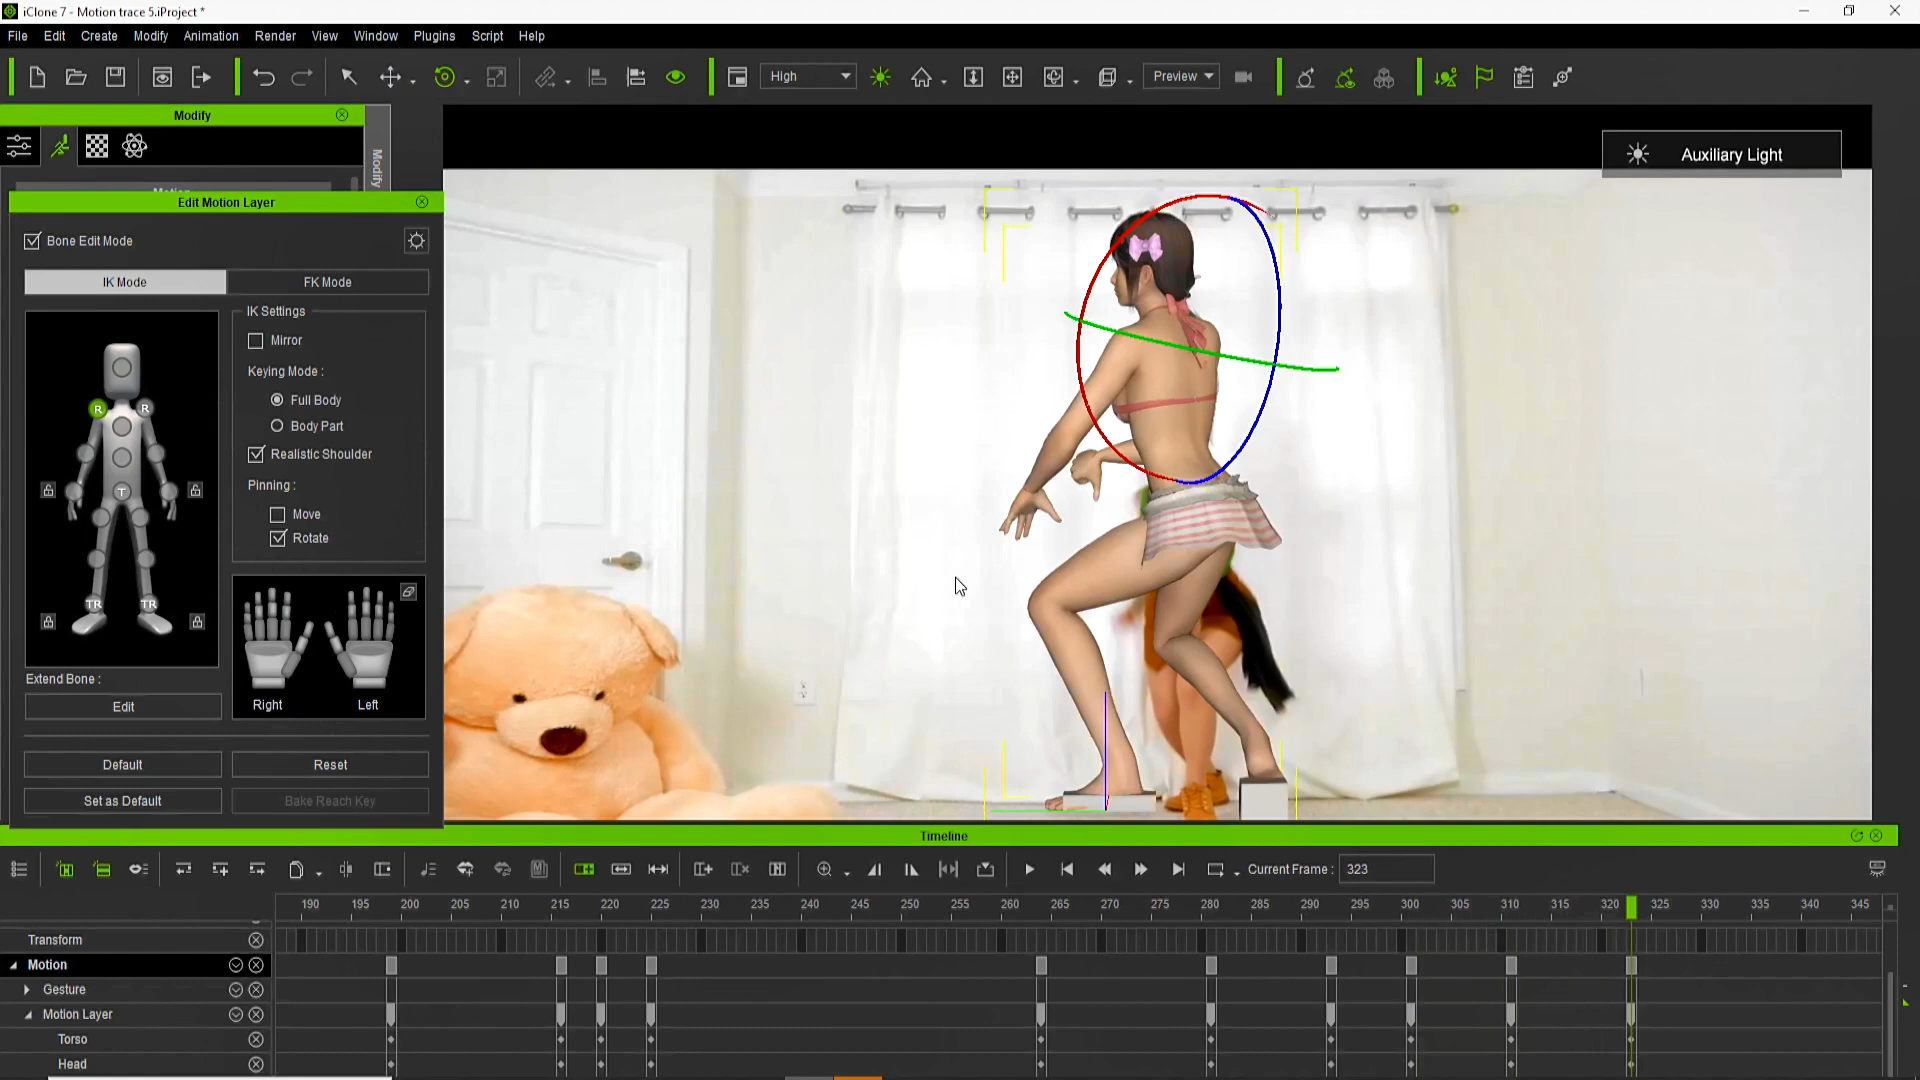 iClone 7 - Motion trace 5.iProject *
File Edit Create Modify Animation Render View Window Plugins Script Help
High Preview
Modify
Modify
Auxiliary Light
Motion
Edit Motion Layer
Bone Edit Mode
IK Mode FK Mode
IK Settings
Mirror
Keying Mode :
Full Body
Body Part
Realistic Shoulder
Pinning :
Move
Rotate
R R
T
TR TR
Right Left
Extend Bone :
Edit
Default Reset
Set as Default Bake Reach Key
Timeline
Current Frame : 323
190 195 200 205 210 215 220 225 230 235 240 245 250 255 260 265 270 275 280 285 290 295 300 305 310 315 320 325 330 335 340 345
Transform
Motion
Gesture
Motion Layer
Torso
Head